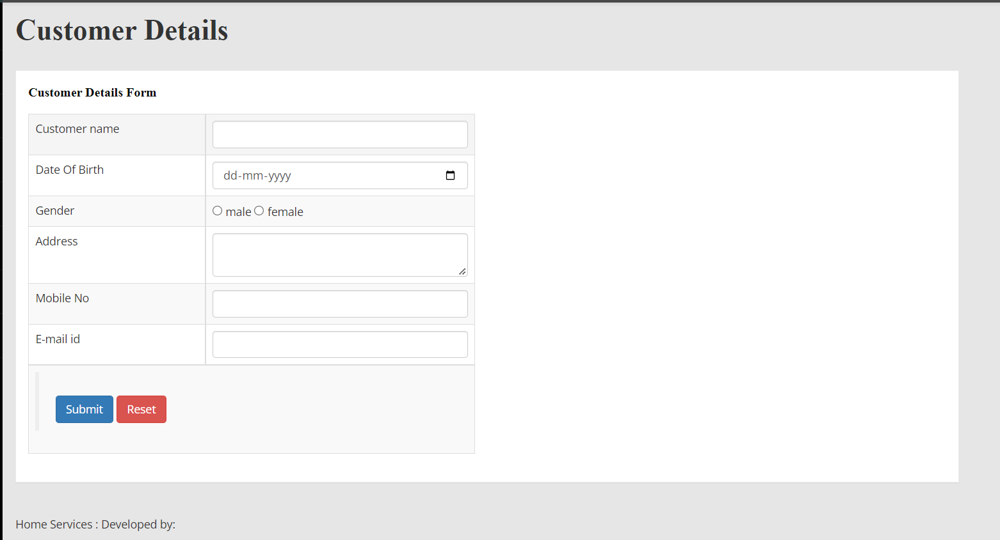 Customer Details
Customer Details Form
Customer name
Date Of Birth
dd-mm-yyyy
Gender
male female
Address
Mobile No
E-mail id
Submit Reset
Home Services : Developed by: